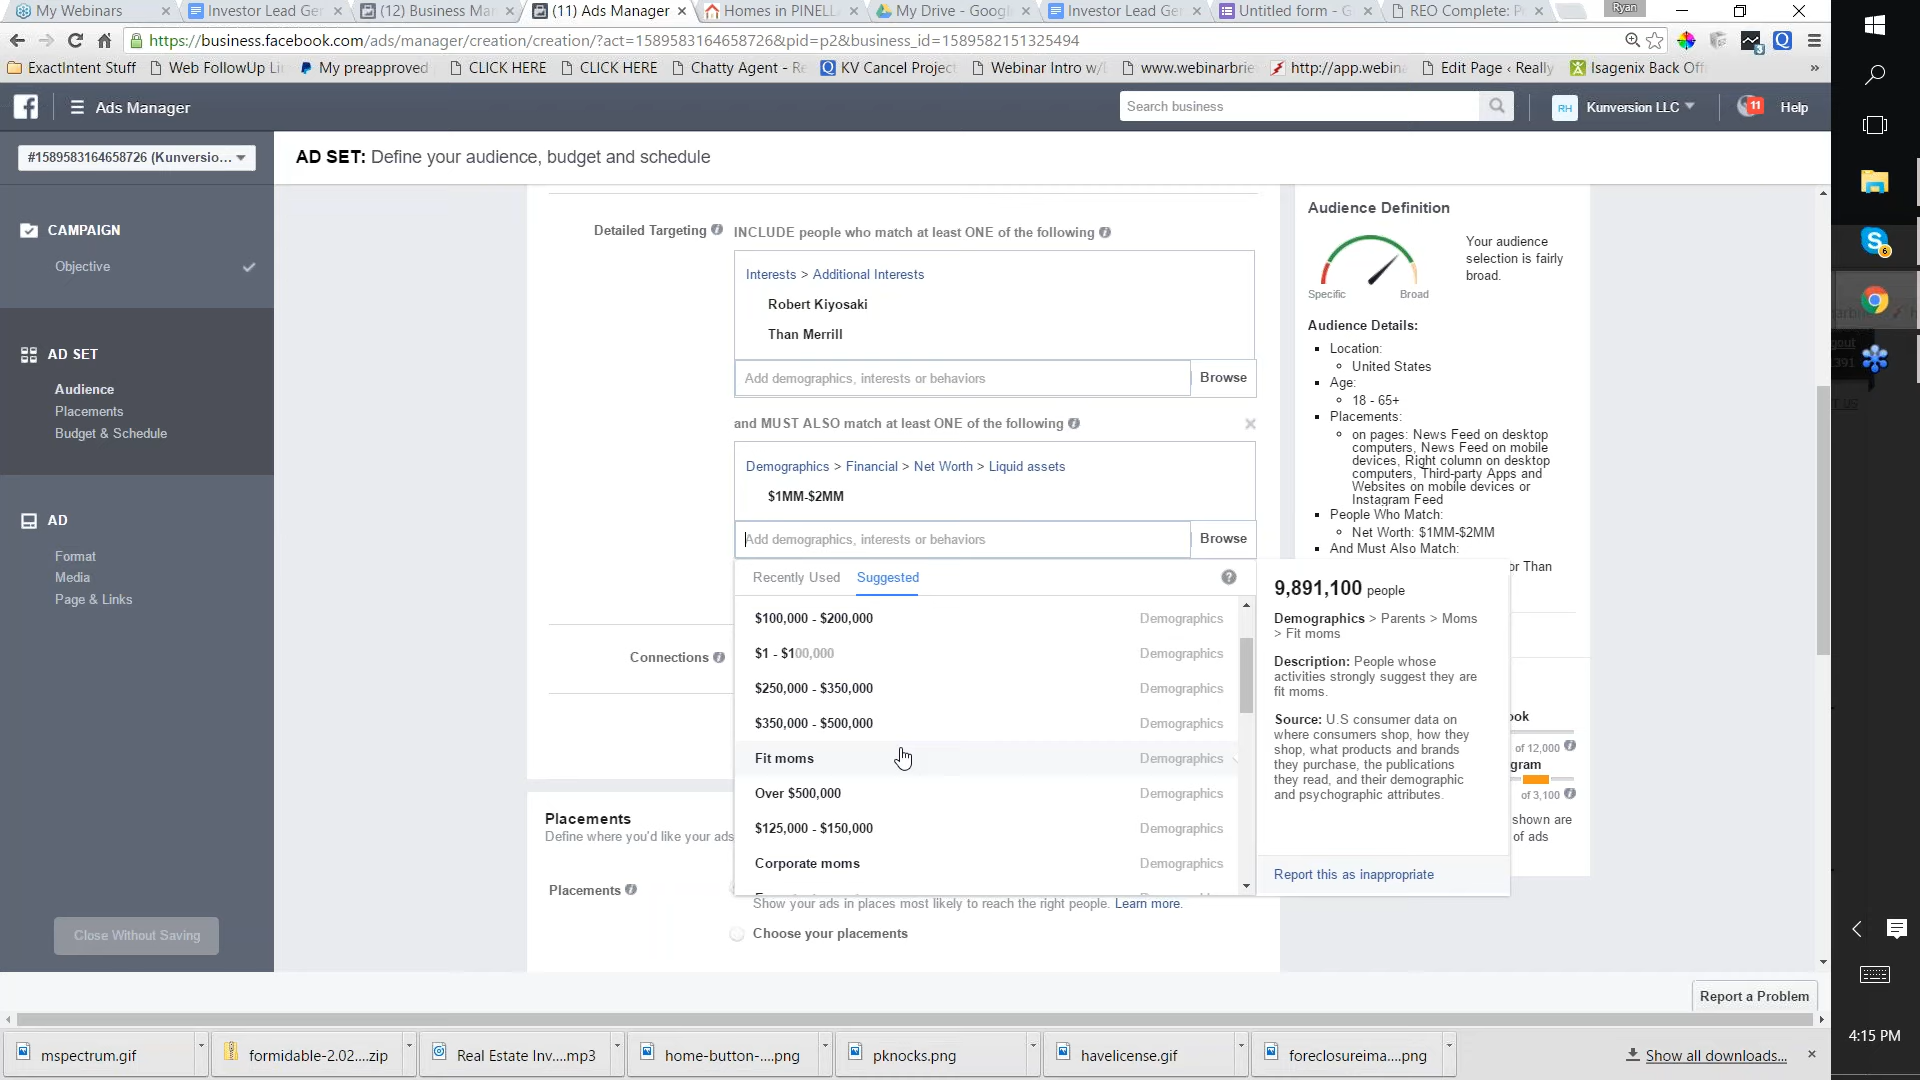 My Webinars
Investor Lead Ge
(12) Business Ma
(11) Ads Manager
Homes in PINELL
My Drive - Googl
Investor Lead Ge
Untitled form - G
REO Complete: P
Ryan
https://business.facebook.com/ads/manager/creation/creation/?act=1589583164658726&pid=p2&business_id=1589582151325494
ExactIntent Stuff
Web FollowUp Li
My preapproved
CLICK HERE
CLICK HERE
Chatty Agent - Re
KV Cancel Project
Webinar Intro w/
www.webinarbrie
http://app.webina
Edit Page ‹ Really
Isagenix Back Off
»
Ads Manager
Search business
RH
Kunversion LLC
11
Help
#1589583164658726 (Kunversio...
AD SET: Define your audience, budget and schedule
CAMPAIGN
Objective
AD SET
Audience
Placements
Budget & Schedule
AD
Format
Media
Page & Links
Close Without Saving
Detailed Targeting
INCLUDE people who match at least ONE of the following
Interests > Additional Interests
Robert Kiyosaki
Than Merrill
Add demographics, interests or behaviors
Browse
and MUST ALSO match at least ONE of the following
Demographics > Financial > Net Worth > Liquid assets
$1MM-$2MM
Add demographics, interests or behaviors
Browse
Recently Used
Suggested
$100,000 - $200,000 Demographics
$1 - $100,000 Demographics
$250,000 - $350,000 Demographics
$350,000 - $500,000 Demographics
Fit moms Demographics
Over $500,000 Demographics
$125,000 - $150,000 Demographics
Corporate moms Demographics
Connections
Placements
Define where you'd like your ads
Placements
Show your ads in places most likely to reach the right people. Learn more.
Choose your placements
9,891,100 people
Demographics > Parents > Moms
> Fit moms
Description: People whose
activities strongly suggest they are
fit moms.
Source: U.S consumer data on
where consumers shop, how they
shop, what products and brands
they purchase, the publications
they read, and their demographic
and psychographic attributes.
Report this as inappropriate
Audience Definition
Your audience
selection is fairly
broad.
Specific
Broad
Audience Details:
Location:
United States
Age:
18 - 65+
Placements:
on pages: News Feed on desktop
computers, News Feed on mobile
devices, Right column on desktop
computers, Third-party Apps and
Websites on mobile devices or
Instagram Feed
People Who Match:
Net Worth: $1MM-$2MM
And Must Also Match:
or Than
ook
of 12,000
gram
of 3,100
shown are
of ads
Report a Problem
mspectrum.gif
formidable-2.02....zip
Real Estate Inv....mp3
home-button-....png
pknocks.png
havelicense.gif
foreclosureima....png
Show all downloads...
6
4:15 PM